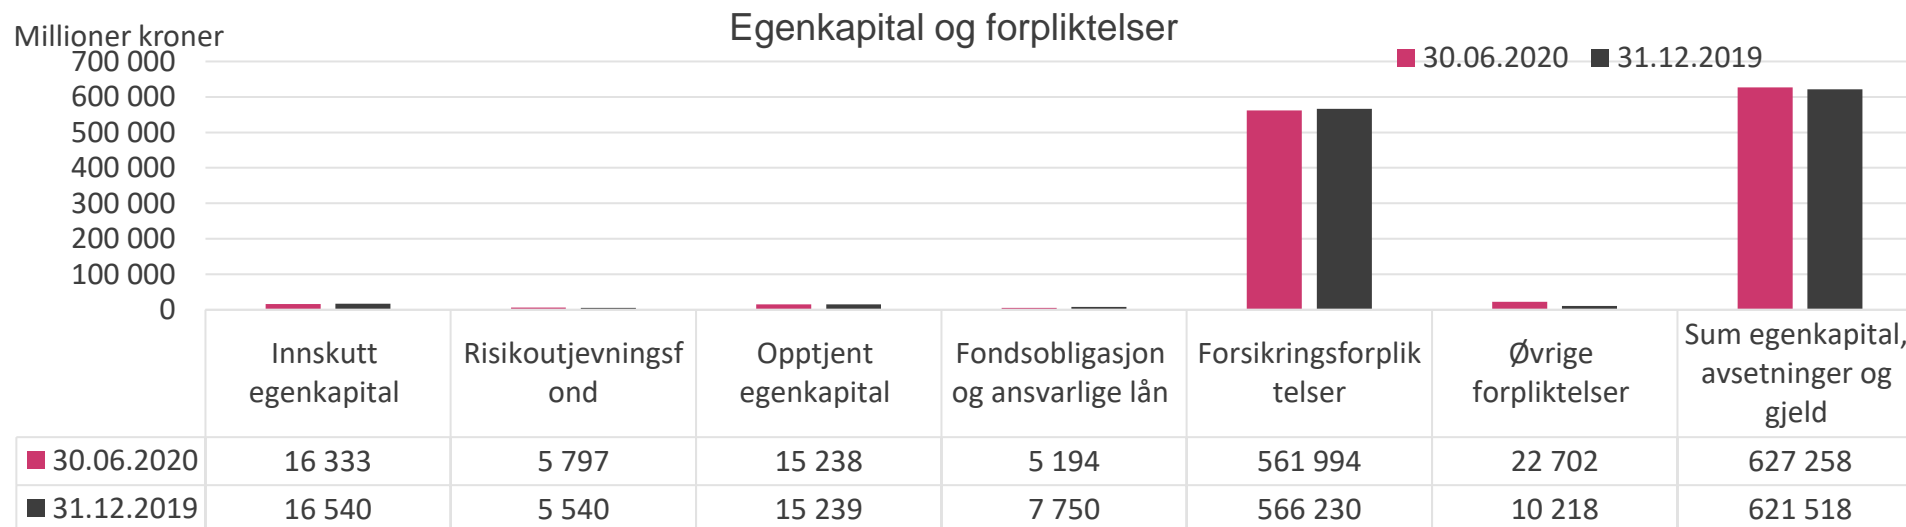 Egenkapital og forpliktelser
Millioner kroner
30.06.2020 31.12.2019
700 000
600 000
500 000
400 000
300 000
200 000
100 000
0
Innskutt
egenkapital
Risikoutjevningsf
ond
Opptjent
egenkapital
Fondsobligasjon
og ansvarlige lån
Forsikringsforplik
telser
Øvrige
forpliktelser
Sum egenkapital,
avsetninger og
gjeld
30.06.2020 16 333 5 797 15 238 5 194 561 994 22 702 627 258
31.12.2019 16 540 5 540 15 239 7 750 566 230 10 218 621 518